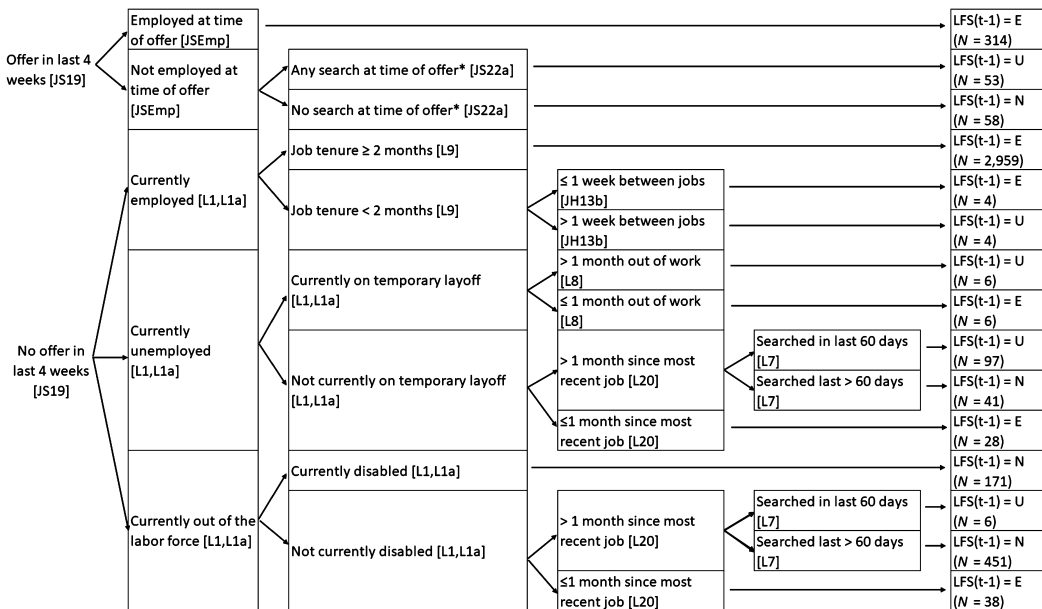 Offer in last 4
weeks [JS19]
Employed at time
of offer [JSEmp]
LFS(t-1) = E
(N = 314)
Not employed at
time of offer
[JSEmp]
Any search at time of offer* [JS22a]
LFS(t-1) = U
(N = 53)
No search at time of offer* [JS22a]
LFS(t-1) = N
(N = 58)
No offer in
last 4 weeks
[JS19]
Currently
employed [L1,L1a]
Job tenure ≥ 2 months [L9]
LFS(t-1) = E
(N = 2,959)
Job tenure < 2 months [L9]
≤ 1 week between jobs
[JH13b]
LFS(t-1) = E
(N = 4)
> 1 week between jobs
[JH13b]
LFS(t-1) = U
(N = 4)
Currently
unemployed
[L1,L1a]
Currently on temporary layoff
[L1,L1a]
> 1 month out of work
[L8]
LFS(t-1) = U
(N = 6)
≤ 1 month out of work
[L8]
LFS(t-1) = E
(N = 6)
Not currently on temporary layoff
[L1,L1a]
> 1 month since most
recent job [L20]
Searched in last 60 days
[L7]
LFS(t-1) = U
(N = 97)
Searched last > 60 days
[L7]
LFS(t-1) = N
(N = 41)
≤1 month since most
recent job [L20]
LFS(t-1) = E
(N = 28)
Currently out of the
labor force [L1,L1a]
Currently disabled [L1,L1a]
LFS(t-1) = N
(N = 171)
Not currently disabled [L1,L1a]
> 1 month since most
recent job [L20]
Searched in last 60 days
[L7]
LFS(t-1) = U
(N = 6)
Searched last > 60 days
[L7]
LFS(t-1) = N
(N = 451)
≤1 month since most
recent job [L20]
LFS(t-1) = E
(N = 38)